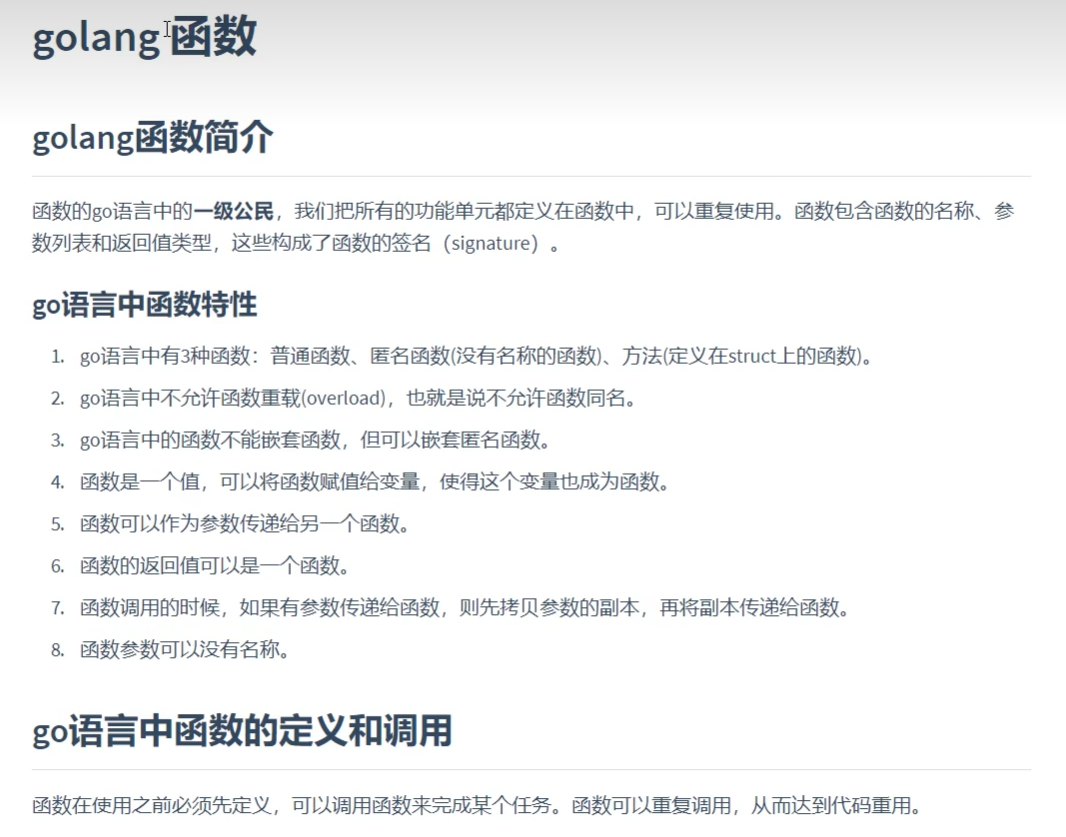 golang 函数
golang函数简介
函数的go语言中的一级公民，我们把所有的功能单元都定义在函数中，可以重复使用。函数包含函数的名称、参
数列表和返回值类型，这些构成了函数的签名（signature）。
go语言中函数特性
1. go语言中有3种函数：普通函数、匿名函数(没有名称的函数)、方法(定义在struct上的函数)。
2. go语言中不允许函数重载(overload)，也就是说不允许函数同名。
3. go语言中的函数不能嵌套函数，但可以嵌套匿名函数。
4. 函数是一个值，可以将函数赋值给变量，使得这个变量也成为函数。
5. 函数可以作为参数传递给另一个函数。
6. 函数的返回值可以是一个函数。
7. 函数调用的时候，如果有参数传递给函数，则先拷贝参数的副本，再将副本传递给函数。
8. 函数参数可以没有名称。
go语言中函数的定义和调用
函数在使用之前必须先定义，可以调用函数来完成某个任务。函数可以重复调用，从而达到代码重用。